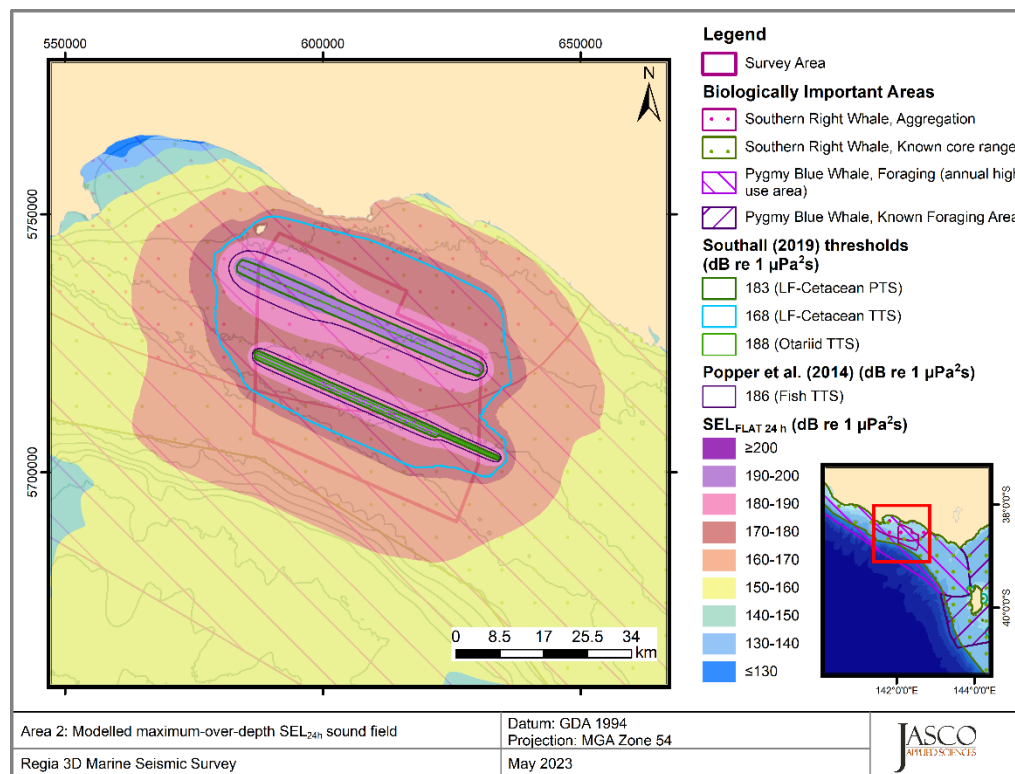 550000
600000
650000
5750000
5700000
N
0 8.5 17 25.5 34
km
Legend
Survey Area
Biologically Important Areas
Southern Right Whale, Aggregation
Southern Right Whale, Known core range
Pygmy Blue Whale, Foraging (annual high
use area)
Pygmy Blue Whale, Known Foraging Area
Southall (2019) thresholds
(dB re 1 µPa²s)
183 (LF-Cetacean PTS)
168 (LF-Cetacean TTS)
188 (Otariid TTS)
Popper et al. (2014) (dB re 1 µPa²s)
186 (Fish TTS)
SELFLAT 24 h (dB re 1 µPa²s)
≥200
190-200
180-190
170-180
160-170
150-160
140-150
130-140
≤130
38°0'0"S
40°0'0"S
142°0'0"E 144°0'0"E
Area 2: Modelled maximum-over-depth SEL24h sound field
Datum: GDA 1994
Projection: MGA Zone 54
Regia 3D Marine Seismic Survey
May 2023
JASCO
APPLIED SCIENCES